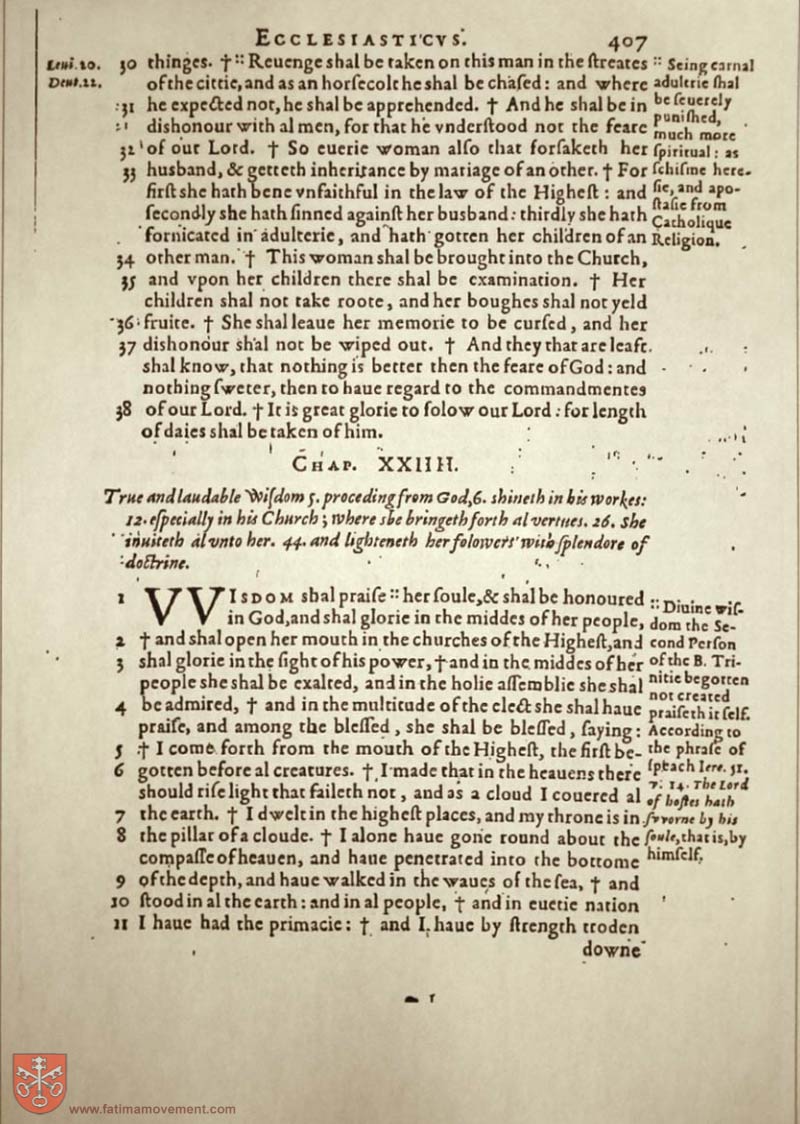 ECCLESIASTICVS. 407
Leui.20.
Deut.22.
30 thinges. † :: Reuenge shal be taken on this man in the ſtreates
of the cittie, and as an horſecolt he shal be chaſed: and where
31 he expected not, he shal be apprehended. † And he shal be in
dishonour with al men, for that he vnderſtood not the feare
32 of our Lord. † So euerie woman alſo that forſaketh her
33 husband, & getteth inheritance by mariage of an other. † For
firſt she hath bene vnfaithful in the law of the Higheſt: and
ſecondly she hath ſinned againſt her husband: thirdly she hath
fornicated in adulterie, and hath gotten her children of an
34 other man. † This woman shal be brought into the Church,
35 and vpon her children there shal be examination. † Her
children shal not take roote, and her boughes shal not yeld
36 fruite. † She shal leaue her memorie to be curſed, and her
37 dishonour shal not be wiped out. † And they that are leaft
shal know, that nothing is better then the feare of God: and
nothing ſweter, then to haue regard to the commandmentes
38 of our Lord. † It is great glorie to folow our Lord: for length
of daies shal be taken of him.
:: Seing carnal
adultrie ſhal
be ſeuerely
puniſhed,
much more
ſpiritual: as
ſchiſme here-
ſie, and apo-
ſtaſie from
Catholique
Religion.
CHAP. XXIIII.
True and laudable Wiſdom 5. proceding from God, 6. shineth in his workes:
12. eſpecially in his Church; where she bringeth forth al vertues. 26. She
inuiteth al vnto her. 44. and lighteneth her folowers with ſplendore of
doctrine.
1 VVISDOM shal praiſe :: her ſoule, & shal be honoured
in God, and shal glorie in the middes of her people,
2 † and shal open her mouth in the churches of the Higheſt, and
3 shal glorie in the ſight of his power, † and in the middes of her
people she shal be exalted, and in the holie aſſemblie she shal
4 be admired, † and in the multitude of the elect she shal haue
praiſe, and among the bleſſed, she shal be bleſſed, ſaying:
5 † I come forth from the mouth of the Higheſt, the firſt be-
6 gotten before al creatures. † I made that in the heauens there
should riſe light that faileth not, and as a cloud I couered al
7 the earth. † I dwelt in the higheſt places, and my throne is in
8 the pillar of a cloude. † I alone haue gone round about the
compaſſe of heauen, and haue penetrated into the bottome
9 of the depth, and haue walked in the waues of the ſea, † and
10 ſtood in al the earth: and in al people, † and in euerie nation
11 I haue had the primacie: † and I haue by ſtrength troden
downe
:: Diuine wiſ-
dom the Se-
cond Perſon
of the B. Tri-
nitie begotten
not created
praiſeth it ſelf.
According to
the phraſe of
ſpeach Iere. 51.
v. 14. The Lord
of hoſtes hath
ſworne by his
ſoule, that is, by
himſelf.
www.fatimamovement.com